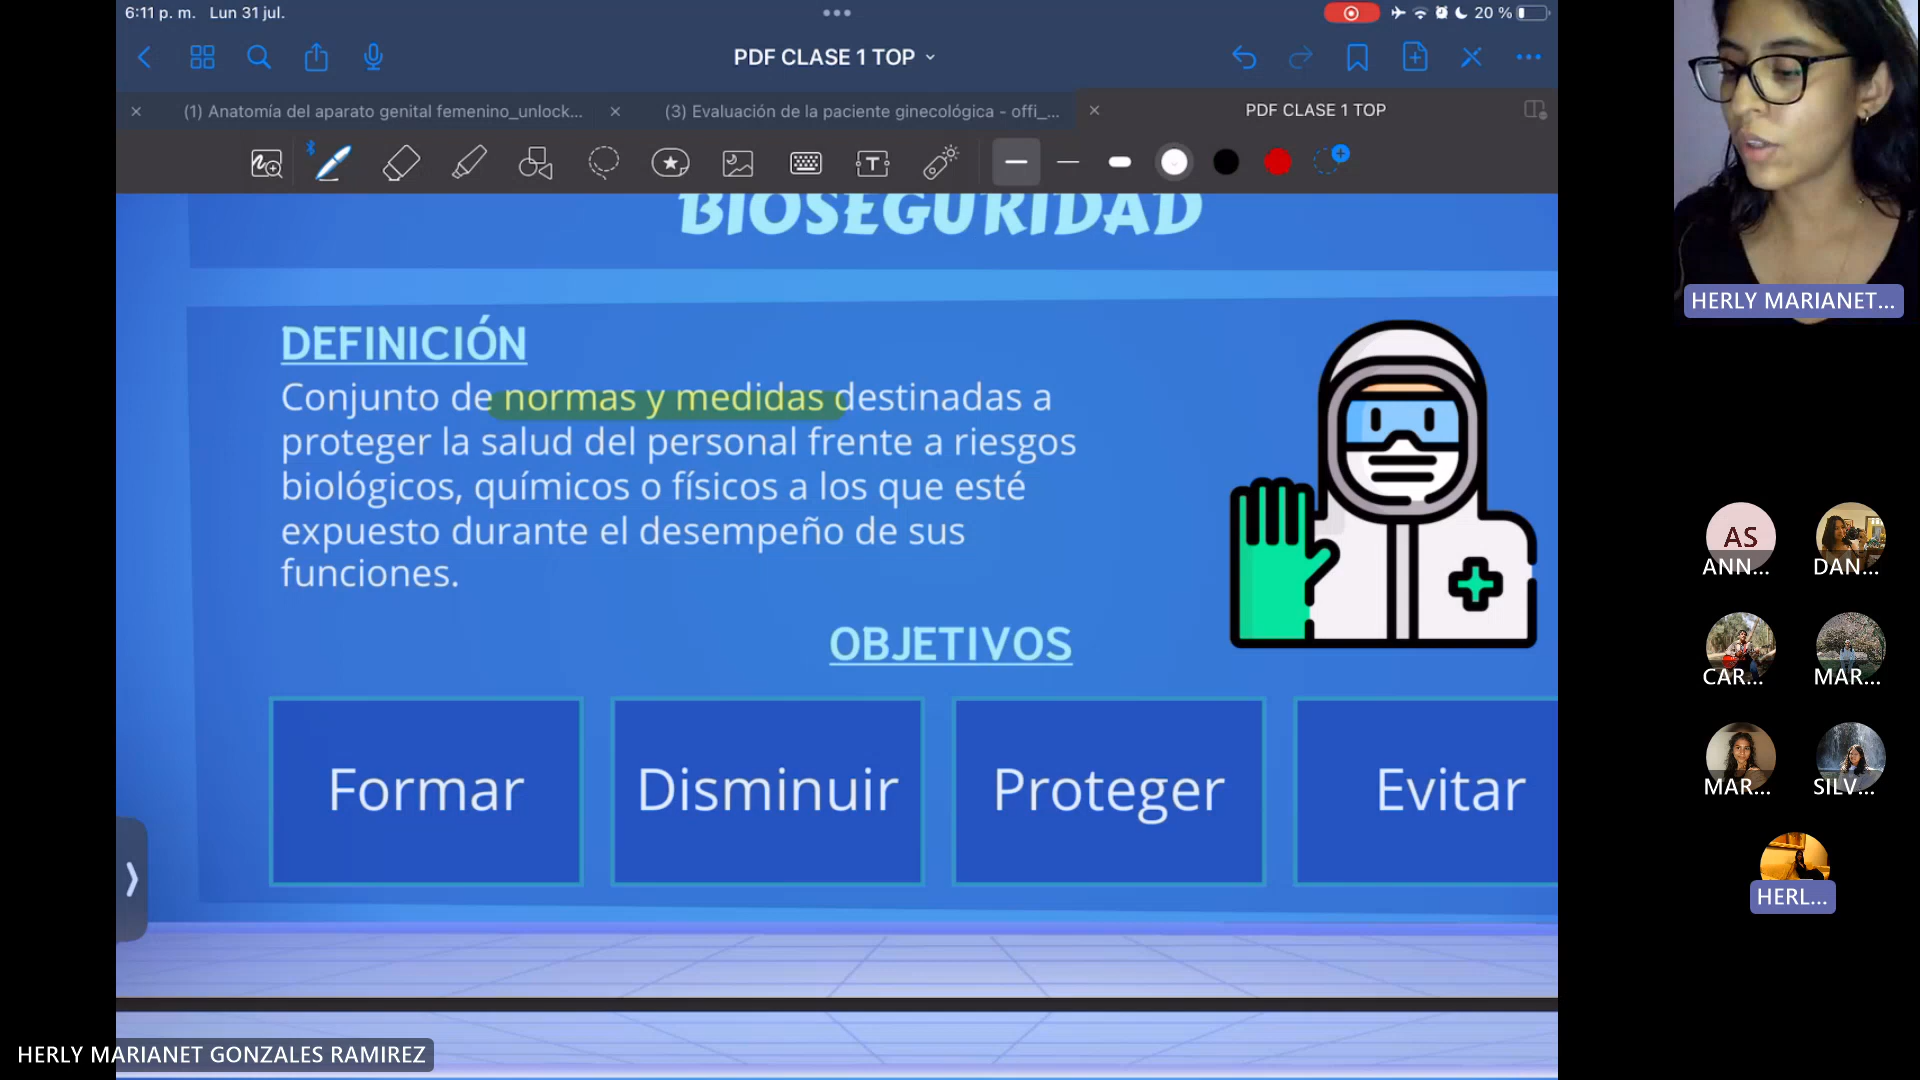 6:11 p. m. Lun 31 jul.
20 %
PDF CLASE 1 TOP
(1) Anatomía del aparato genital femenino_unlock...
(3) Evaluación de la paciente ginecológica - offi_...
PDF CLASE 1 TOP
BIOSEGURIDAD
DEFINICIÓN
Conjunto de normas y medidas destinadas a
proteger la salud del personal frente a riesgos
biológicos, químicos o físicos a los que esté
expuesto durante el desempeño de sus
funciones.
OBJETIVOS
Formar
Disminuir
Proteger
Evitar
HERLY MARIANET...
AS
ANN...
DAN...
CAR...
MAR...
MAR...
SILV...
HERL...
HERLY MARIANET GONZALES RAMIREZ